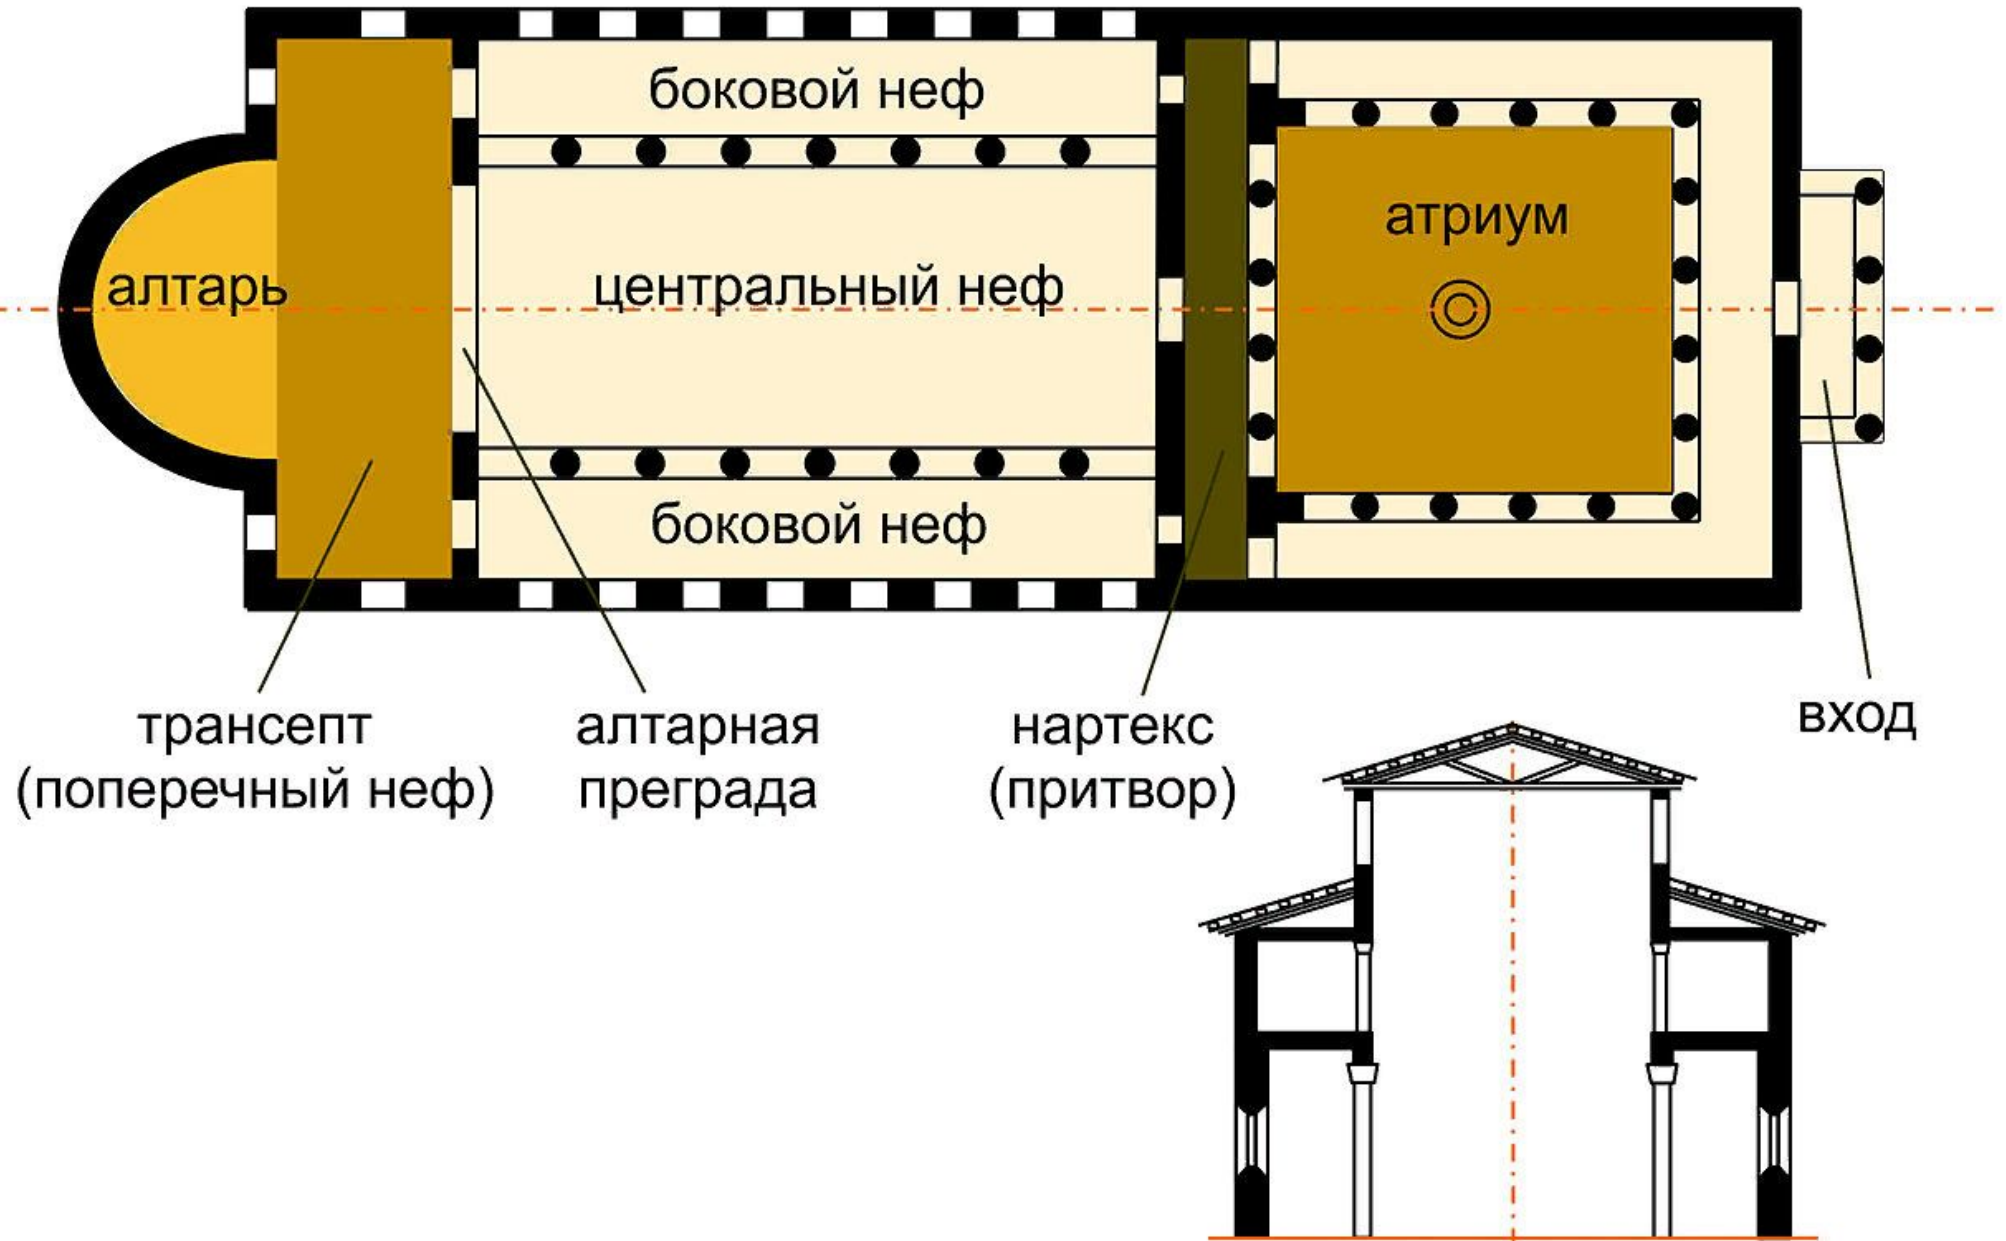 боковой неф
атриум
алтарь
центральный неф
боковой неф
трансепт
(поперечный неф)
алтарная
преграда
нартекс
(притвор)
вход